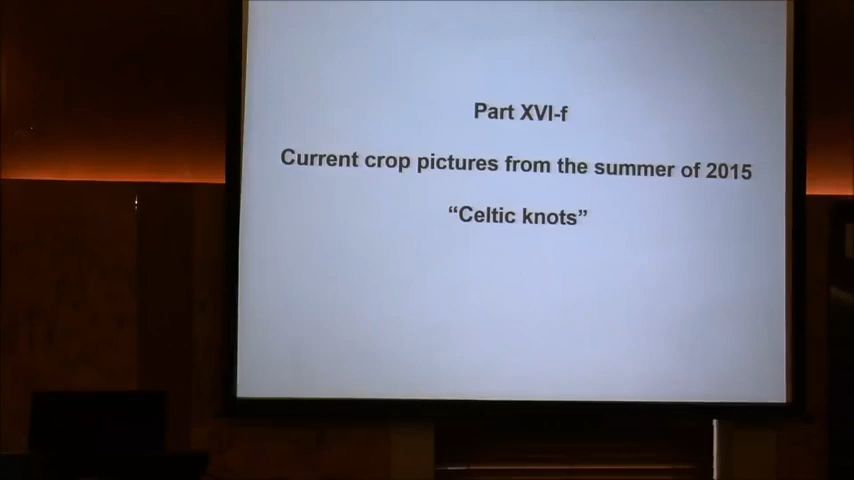 Part XVI-f
Current crop pictures from the summer of 2015
“Celtic knots”